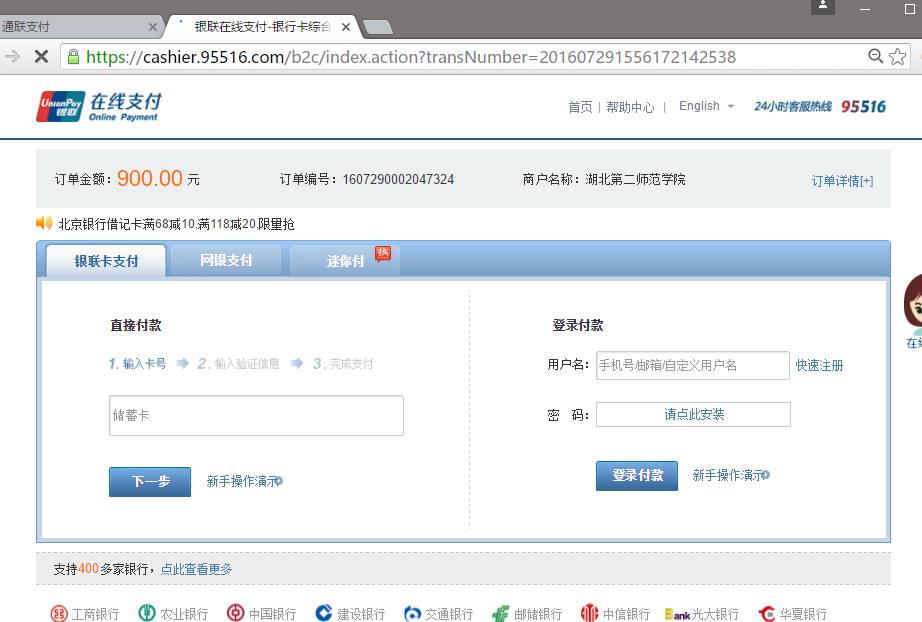 通联支付 银联在线支付-银行卡综合
https://cashier.95516.com/b2c/index.action?transNumber=201607291556172142538
UnionPay 银联 在线支付 Online Payment 首页 | 帮助中心 | English 24小时客服热线 95516
订单金额：900.00 元 订单编号：1607290002047324 商户名称：湖北第二师范学院 订单详情[+]
北京银行借记卡满68减10,满118减20,限量抢
银联卡支付 网银支付 迷你付 热
直接付款
1. 输入卡号 2. 输入验证信息 3. 完成支付
储蓄卡
下一步 新手操作演示
登录付款
用户名： 手机号/邮箱/自定义用户名 快速注册
密 码： 请点此安装
登录付款 新手操作演示
在线
支持400多家银行，点此查看更多
工商银行 农业银行 中国银行 建设银行 交通银行 邮储银行 中信银行 Bank 光大银行 华夏银行